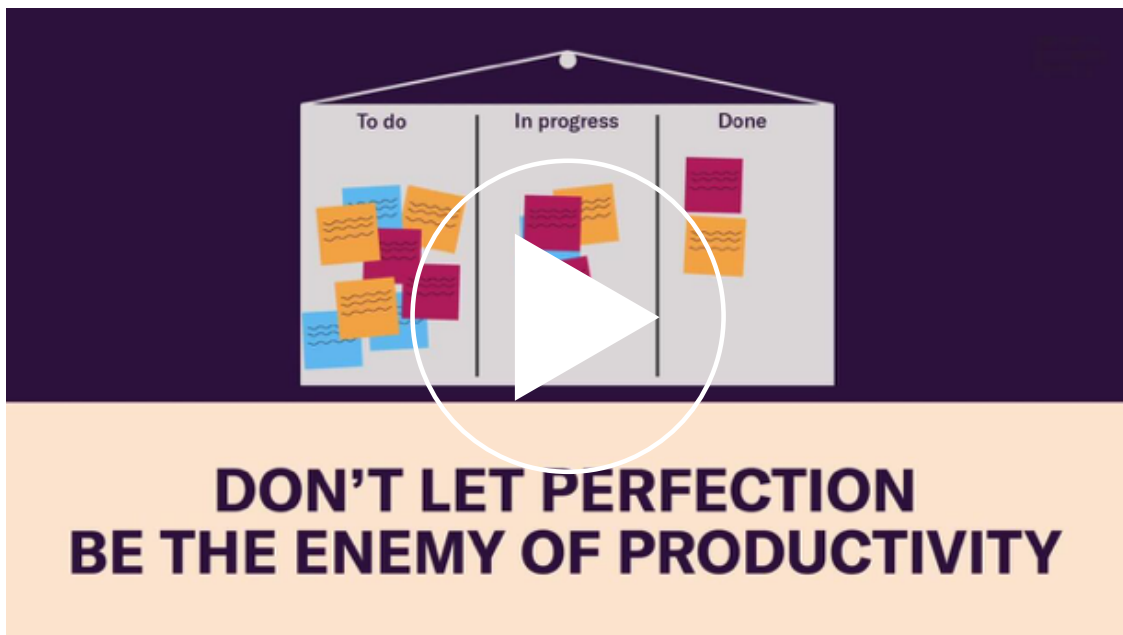 To do
In progress
Done
DON'T LET PERFECTION
BE THE ENEMY OF PRODUCTIVITY